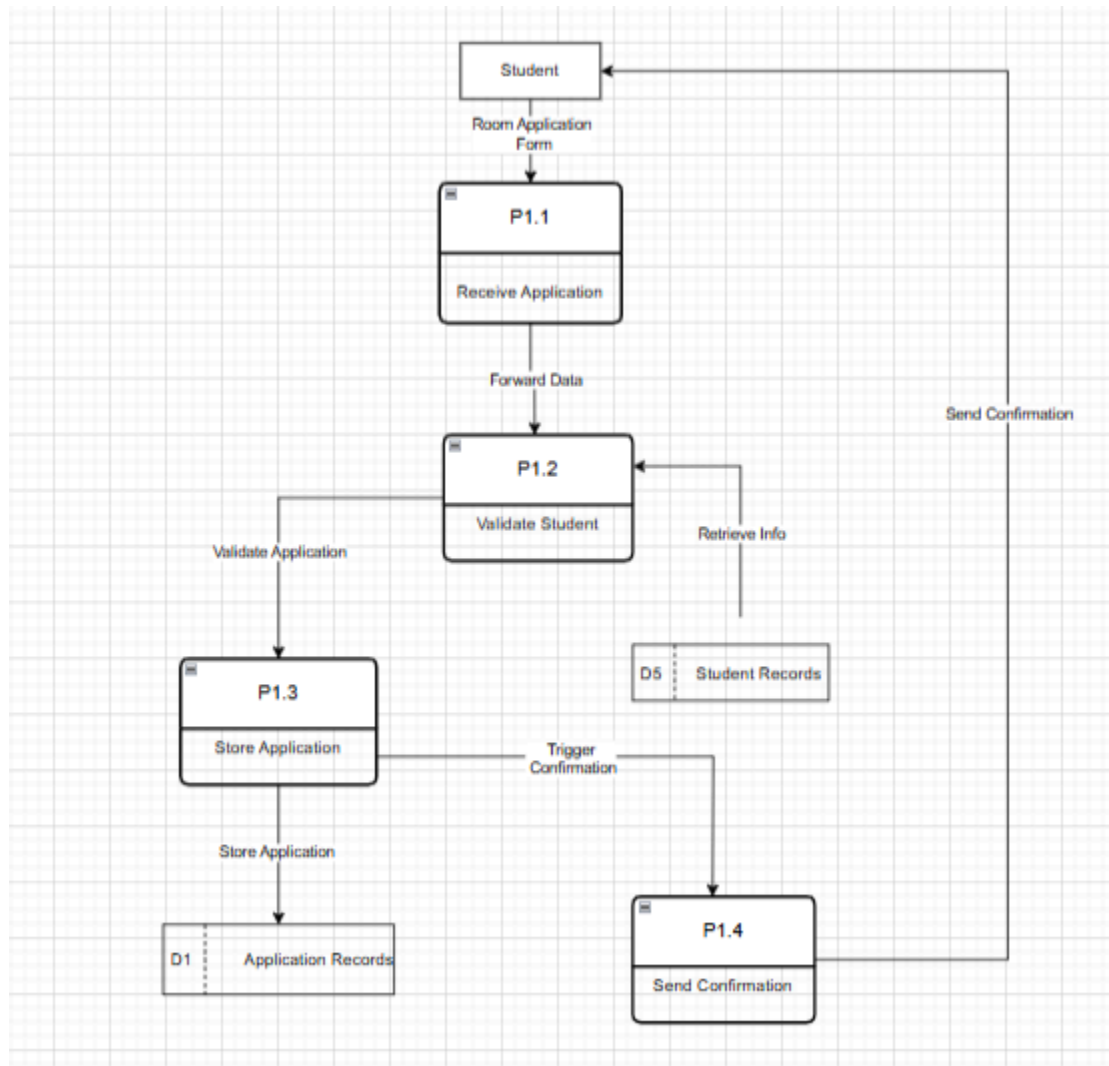 Student
Room Application
Form
P1.1
Receive Application
Forward Data
Send Confirmation
P1.2
Validate Student
Retrieve Info
Validate Application
P1.3
Store Application
D5 Student Records
Trigger
Confirmation
Store Application
P1.4
Send Confirmation
D1 Application Records